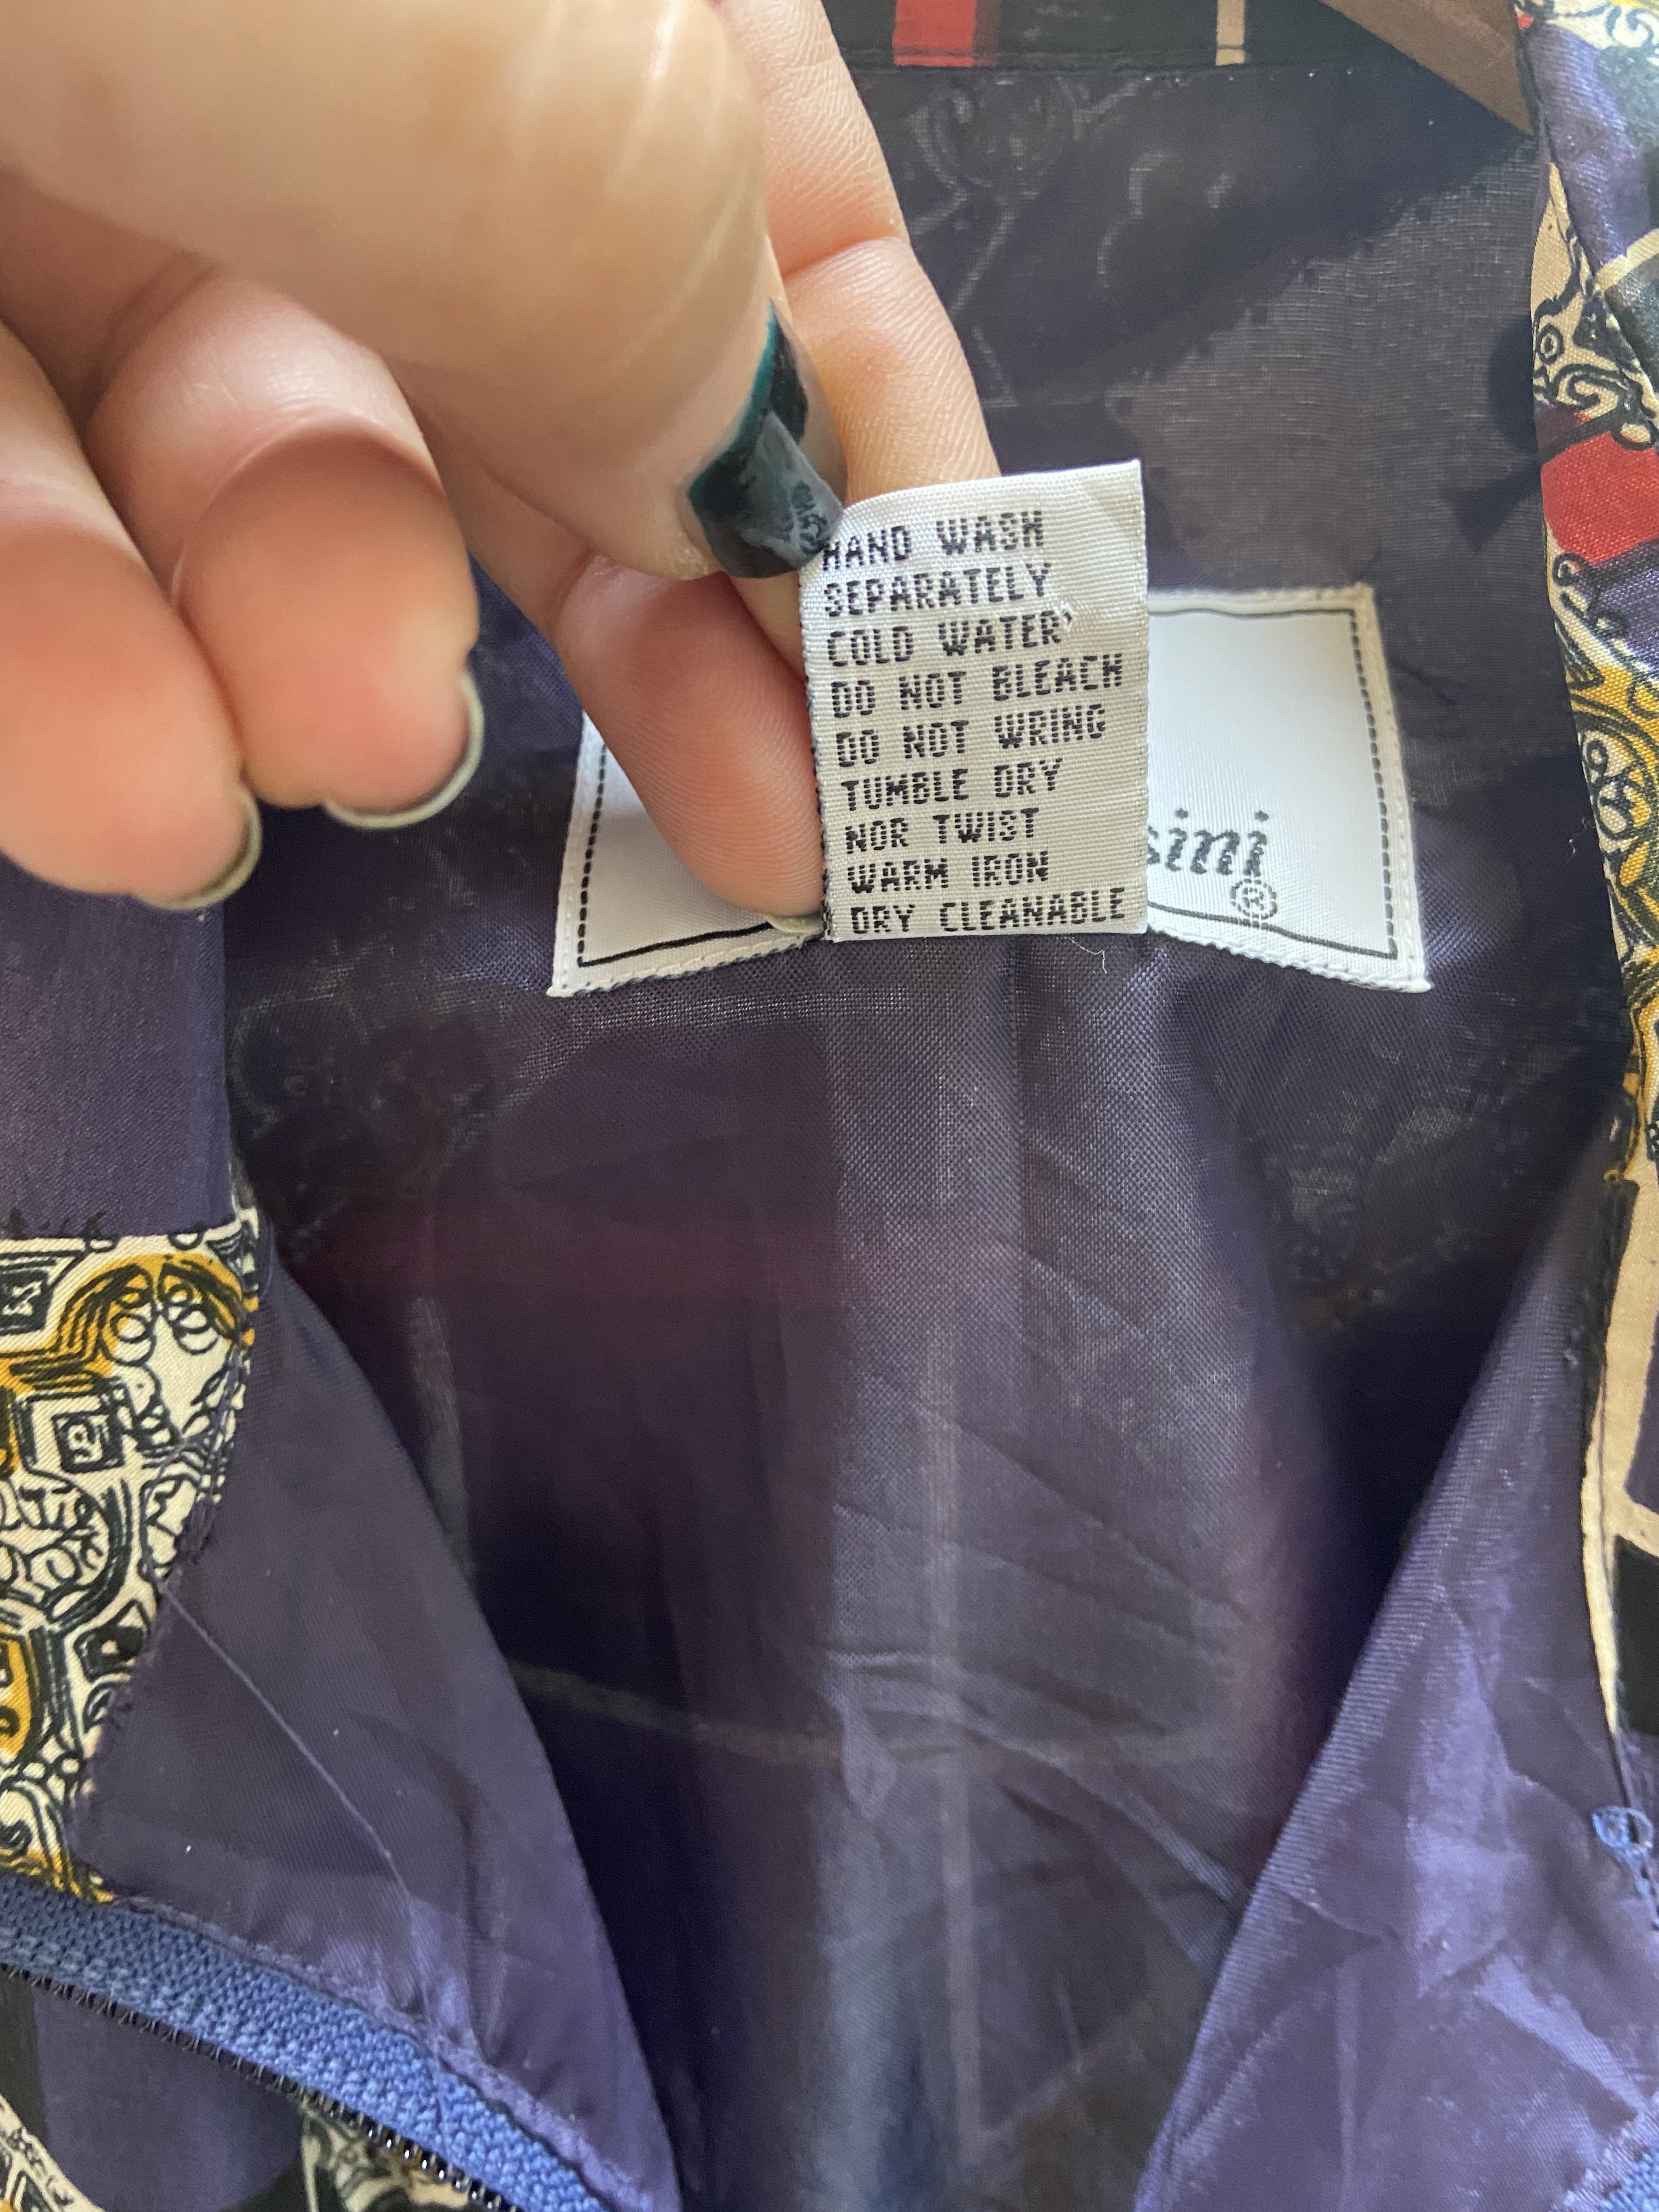 HAND WASH
SEPARATELY
COLD WATER
DO NOT BLEACH
DO NOT WRING
TUMBLE DRY
NOR TWIST
WARM IRON
DRY CLEANABLE
sini®